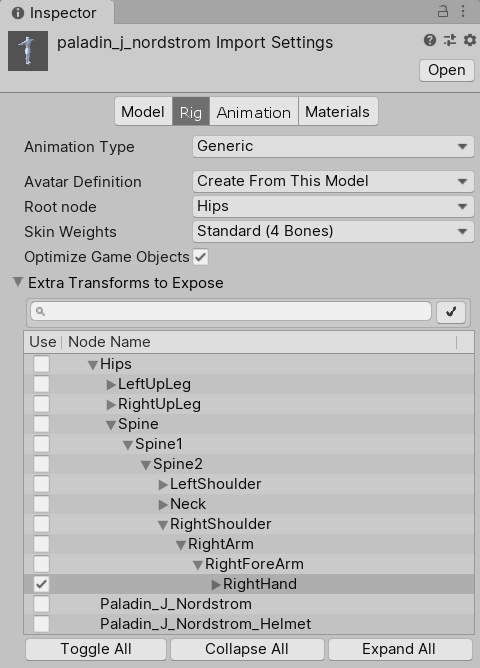 Inspector
paladin_j_nordstrom Import Settings
Open
Model Rig Animation Materials
Animation Type Generic
Avatar Definition Create From This Model
Root node Hips
Skin Weights Standard (4 Bones)
Optimize Game Objects
Extra Transforms to Expose
Use Node Name
Hips
LeftUpLeg
RightUpLeg
Spine
Spine1
Spine2
LeftShoulder
Neck
RightShoulder
RightArm
RightForeArm
RightHand
Paladin_J_Nordstrom
Paladin_J_Nordstrom_Helmet
Toggle All Collapse All Expand All